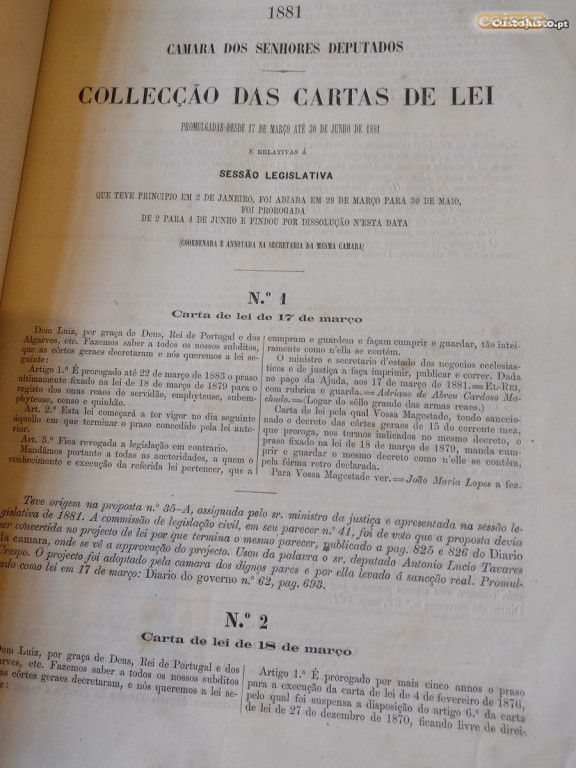 CustoJusto.pt
1881
CAMARA DOS SENHORES DEPUTADOS
COLLECÇÃO DAS CARTAS DE LEI
PROMULGADAS DESDE 17 DE MARÇO ATÉ 30 DE JUNHO DE 1881
E RELATIVAS Á
SESSÃO LEGISLATIVA
QUE TEVE PRINCIPIO EM 2 DE JANEIRO, FOI ADIADA EM 29 DE MARÇO PARA 30 DE MAIO,
FOI PROROGADA
DE 2 PARA 4 DE JUNHO E FINDOU POR DISSOLUÇÃO N'ESTA DATA
(COORDENADA E ANNOTADA NA SECRETARIA DA MESMA CAMARA)
N.º 1
Carta de lei de 17 de março
Dom Luiz, por graça de Deus, Rei de Portugal e dos
Algarves, etc. Fazemos saber a todos os nossos subditos,
que as côrtes geraes decretaram e nós queremos a lei se-
guinte:
Artigo 1.º É prorogado até 22 de março de 1883 o praso
ultimamente fixado na lei de 18 de março de 1879 para o
registo dos onus reaes de servidão, emphyteuse, subem-
phyteuse, censo e quinhão.
Art. 2.º Esta lei começará a ter vigor no dia seguinte
áquelle em que terminar o praso concedido pela lei ante-
rior.
Art. 3.º Fica revogada a legislação em contrario.
Mandâmos portanto a todas as auctoridades, a quem o
conhecimento e execução da referida lei pertencer, que a
cumpram e guardem e façam cumprir e guardar, tão intei-
ramente como n'ella se contém.
O ministro e secretario d'estado dos negocios ecclesias-
ticos e de justiça a faça imprimir, publicar e correr. Dada
no paço da Ajuda, aos 17 de março de 1881.=EL-REI,
com rubrica e guarda.=Adriano de Abreu Cardoso Ma-
chado.=(Logar do sêllo grande das armas reaes.)
Carta de lei pela qual Vossa Magestade, tendo sanccio-
nado o decreto das côrtes geraes de 15 do corrente mez,
que proroga, nos termos indicados no mesmo decreto, o
praso fixado na lei de 18 de março de 1879, manda cum-
prir e guardar o mesmo decreto como n'elle se contém,
pela fórma retro declarada.
Para Vossa Magestade ver.=João Maria Lopes a fez.
Teve origem na proposta n.º 35-A, assignada pelo sr. ministro da justiça e apresentada na sessão le-
gislativa de 1881. A commissão de legislação civil, em seu parecer n.º 41, foi de voto que a proposta devia
ser convertida no projecto de lei por que termina o mesmo parecer, publicado a pag. 825 e 826 do Diario
da camara, onde se vê a approvação do projecto. Usou da palavra o sr. deputado Antonio Lucio Tavares
Crespo. O projecto foi adoptado pela camara dos dignos pares e por ella levado á sancção real. Promul-
gado como lei em 17 de março: Diario do governo n.º 62, pag. 693.
N.º 2
Carta de lei de 18 de março
Dom Luiz, por graça de Deus, Rei de Portugal e dos
Algarves, etc. Fazemos saber a todos os nossos subditos
que as côrtes geraes decretaram, e nós queremos a lei se-
guinte:
Artigo 1.º É prorogado por mais cinco annos o praso
para a execução da carta de lei de 4 de fevereiro de 1876,
pelo qual foi suspensa a disposição do artigo 6.º da carta
de lei de 27 de dezembro de 1870, ficando livre de direi-